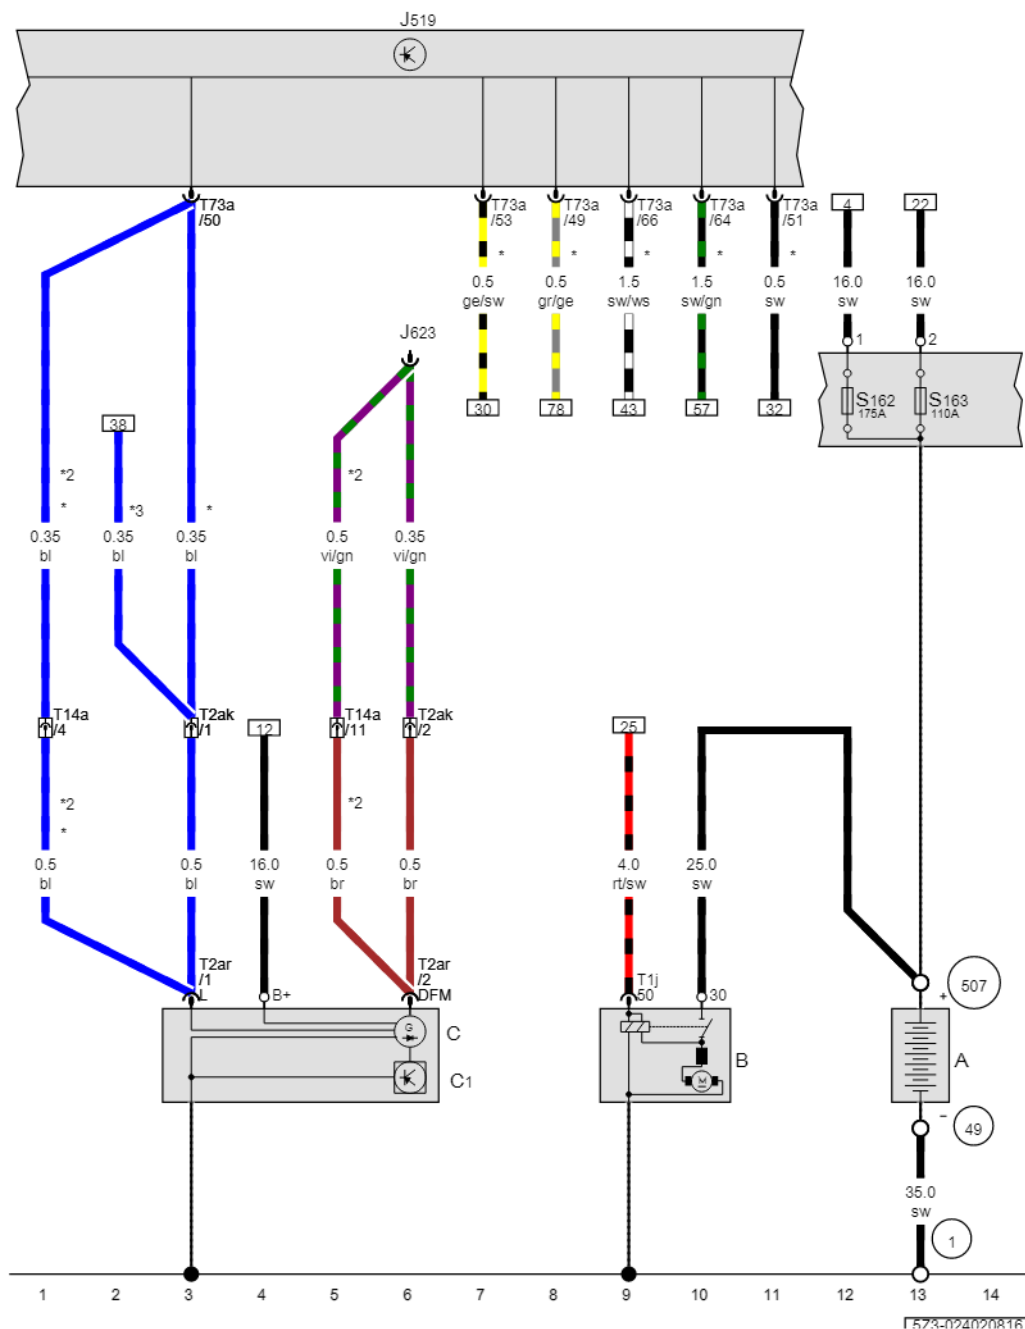 J519
T73a
/50
T73a
/53
*
T73a
/49
*
T73a
/66
*
T73a
/64
*
T73a
/51
*
4
22
0.5
ge/sw
0.5
gr/ge
1.5
sw/ws
1.5
sw/gn
0.5
sw
16.0
sw
16.0
sw
1
2
J623
S162
175A
S163
110A
30
78
43
57
32
38
*2
*
*3
*
*2
0.35
bl
0.35
bl
0.35
bl
0.5
vi/gn
0.35
vi/gn
T14a
/4
T2ak
/1
12
T14a
/11
T2ak
/2
25
*2
*
*2
0.5
bl
0.5
bl
16.0
sw
0.5
br
0.5
br
4.0
rt/sw
25.0
sw
T2ar
/1
L
B+
T2ar
/2
DFM
T1j
50
30
507
+
G
C
C1
M
B
A
−
49
35.0
sw
1
1 2 3 4 5 6 7 8 9 10 11 12 13 14
573-024020816